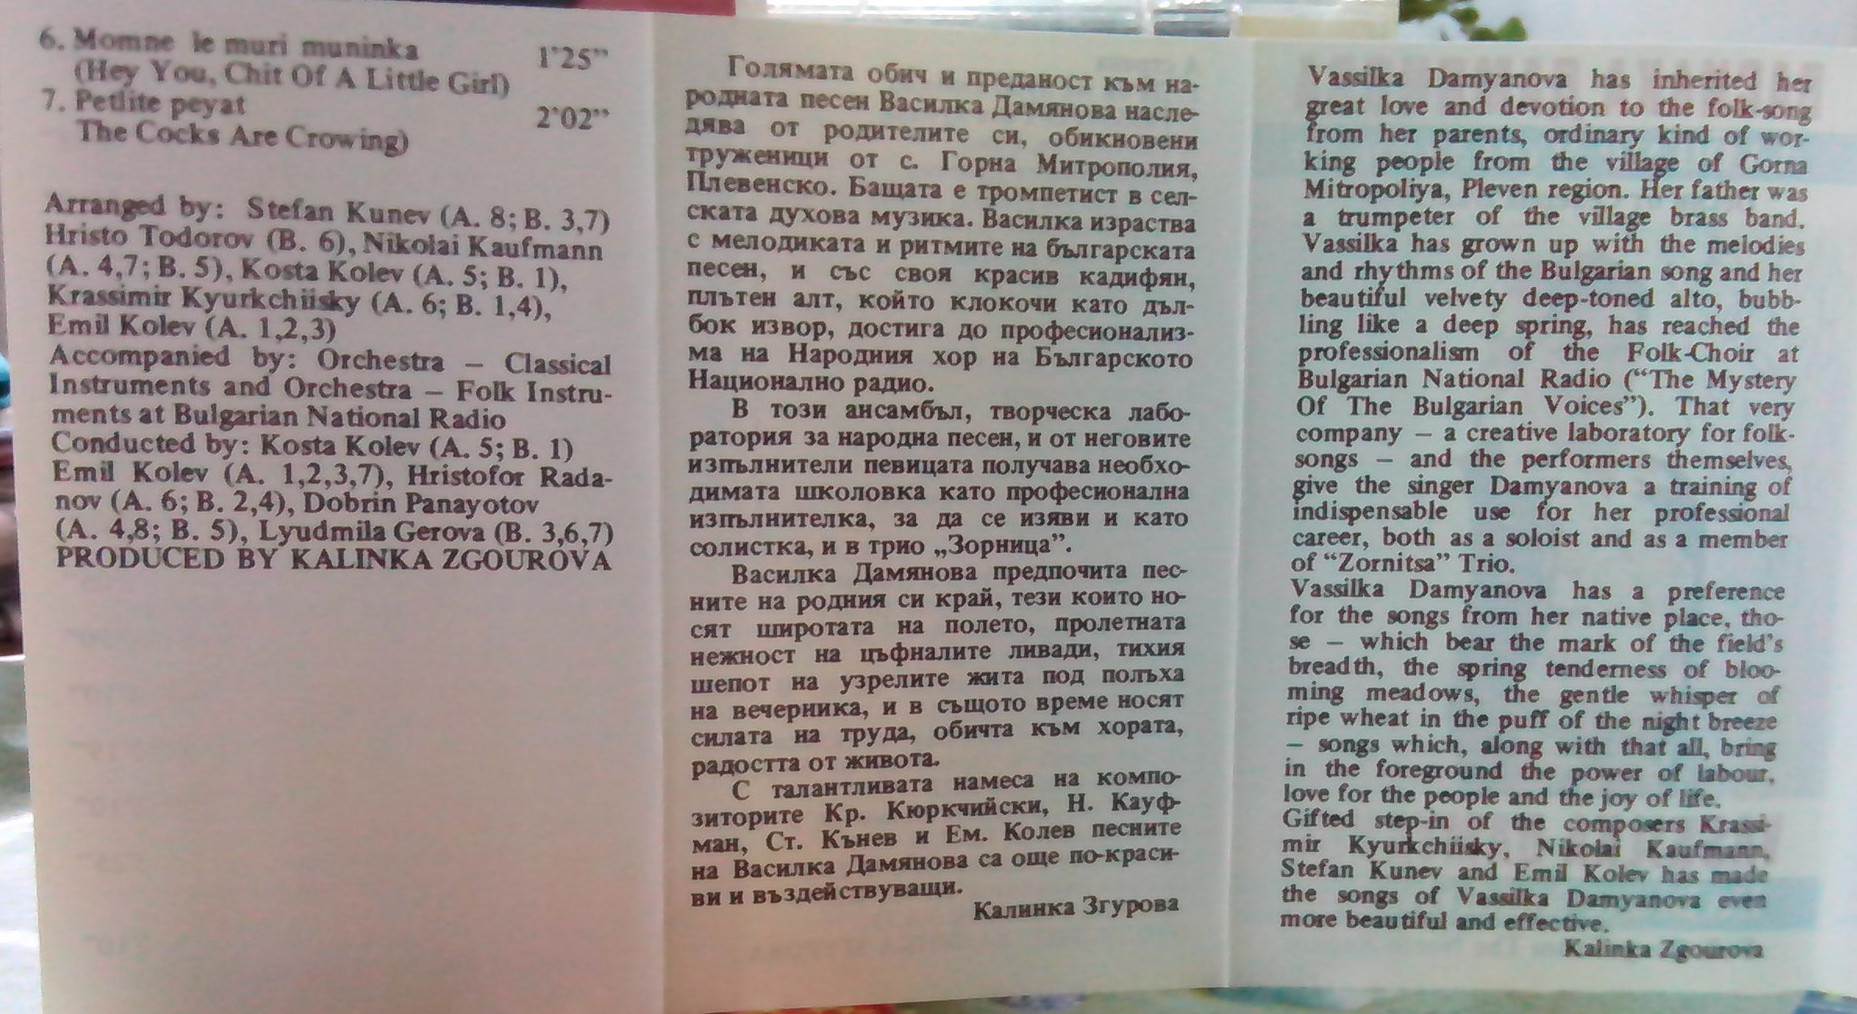 6. Momne le muri muninka 1'25"
(Hey You, Chit Of A Little Girl)
7. Petlite peyat 2'02"
The Cocks Are Crowing)
Arranged by: Stefan Kunev (A. 8; B. 3,7)
Hristo Todorov (B. 6), Nikolai Kaufmann
(A. 4,7; B. 5), Kosta Kolev (A. 5; B. 1),
Krassimir Kyurkchiisky (A. 6; B. 1,4),
Emil Kolev (A. 1,2,3)
Accompanied by: Orchestra – Classical
Instruments and Orchestra – Folk Instru-
ments at Bulgarian National Radio
Conducted by: Kosta Kolev (A. 5; B. 1)
Emil Kolev (A. 1,2,3,7), Hristofor Rada-
nov (A. 6; B. 2,4), Dobrin Panayotov
(A. 4,8; B. 5), Lyudmila Gerova (B. 3,6,7)
PRODUCED BY KALINKA ZGOUROVA
Голямата обич и преданост към на-
родната песен Василка Дамянова насле-
дява от родителите си, обикновени
труженици от с. Горна Митрополия,
Плевенско. Бащата е тромпетист в сел-
ската духова музика. Василка израства
с мелодиката и ритмите на българската
песен, и със своя красив кадифян,
плътен алт, който клокочи като дъл-
бок извор, достига до професионализ-
ма на Народния хор на Българското
Национално радио.
В този ансамбъл, творческа лабо-
ратория за народна песен, и от неговите
изпълнители певицата получава необхо-
димата школовка като професионална
изпълнителка, за да се изяви и като
солистка, и в трио „Зорница”.
Василка Дамянова предпочита пес-
ните на родния си край, тези които но-
сят широтата на полето, пролетната
нежност на цъфналите ливади, тихия
шепот на узрелите жита под полъха
на вечерника, и в същото време носят
силата на труда, обичта към хората,
радостта от живота.
С талантливата намеса на компо-
зиторите Кр. Кюркчийски, Н. Кауф-
ман, Ст. Кънев и Ем. Колев песните
на Василка Дамянова са още по-краси-
ви и въздействуващи.
Калинка Згурова
Vassilka Damyanova has inherited her
great love and devotion to the folk-song
from her parents, ordinary kind of wor-
king people from the village of Gorna
Mitropoliya, Pleven region. Her father was
a trumpeter of the village brass band.
Vassilka has grown up with the melodies
and rhythms of the Bulgarian song and her
beautiful velvety deep-toned alto, bubb-
ling like a deep spring, has reached the
professionalism of the Folk-Choir at
Bulgarian National Radio (“The Mystery
Of The Bulgarian Voices”). That very
company – a creative laboratory for folk-
songs – and the performers themselves,
give the singer Damyanova a training of
indispensable use for her professional
career, both as a soloist and as a member
of “Zornitsa” Trio.
Vassilka Damyanova has a preference
for the songs from her native place, tho-
se – which bear the mark of the field's
breadth, the spring tenderness of bloo-
ming meadows, the gentle whisper of
ripe wheat in the puff of the night breeze
– songs which, along with that all, bring
in the foreground the power of labour,
love for the people and the joy of life.
Gifted step-in of the composers Krassi-
mir Kyurkchiisky, Nikolai Kaufmann,
Stefan Kunev and Emil Kolev has made
the songs of Vassilka Damyanova even
more beautiful and effective.
Kalinka Zgourova